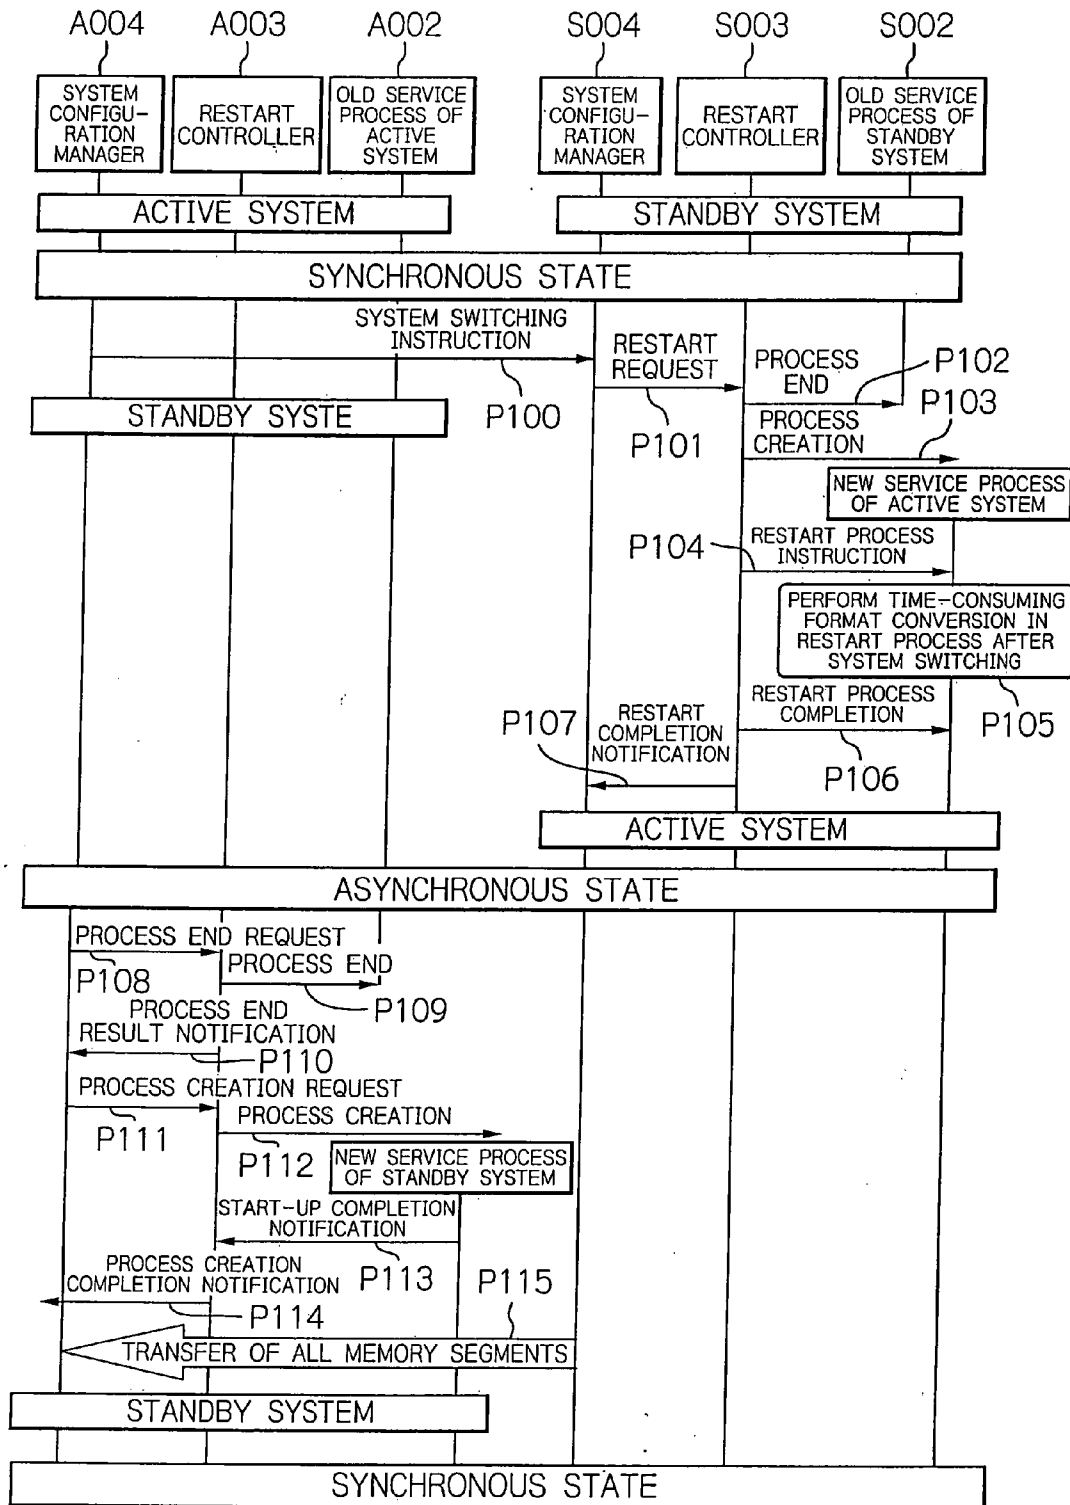 A004 A003 A002 S004 S003 S002
SYSTEM
CONFIGU-
RATION
MANAGER
RESTART
CONTROLLER
OLD SERVICE
PROCESS OF
ACTIVE
SYSTEM
SYSTEM
CONFIGU-
RATION
MANAGER
RESTART
CONTROLLER
OLD SERVICE
PROCESS OF
STANDBY
SYSTEM
ACTIVE SYSTEM
STANDBY SYSTEM
SYNCHRONOUS STATE
SYSTEM SWITCHING
INSTRUCTION
P100
RESTART
REQUEST
P101
PROCESS
END
P102
PROCESS
CREATION
P103
STANDBY SYSTE
NEW SERVICE PROCESS
OF ACTIVE SYSTEM
P104
RESTART PROCESS
INSTRUCTION
PERFORM TIME-CONSUMING
FORMAT CONVERSION IN
RESTART PROCESS AFTER
SYSTEM SWITCHING
P105
RESTART PROCESS
COMPLETION
P106
P107
RESTART
COMPLETION
NOTIFICATION
ACTIVE SYSTEM
ASYNCHRONOUS STATE
PROCESS END REQUEST
P108
PROCESS END
P109
PROCESS END
RESULT NOTIFICATION
P110
PROCESS CREATION REQUEST
P111
PROCESS CREATION
P112
NEW SERVICE PROCESS
OF STANDBY SYSTEM
START-UP COMPLETION
NOTIFICATION
P113
PROCESS CREATION
COMPLETION NOTIFICATION
P114
P115
TRANSFER OF ALL MEMORY SEGMENTS
STANDBY SYSTEM
SYNCHRONOUS STATE